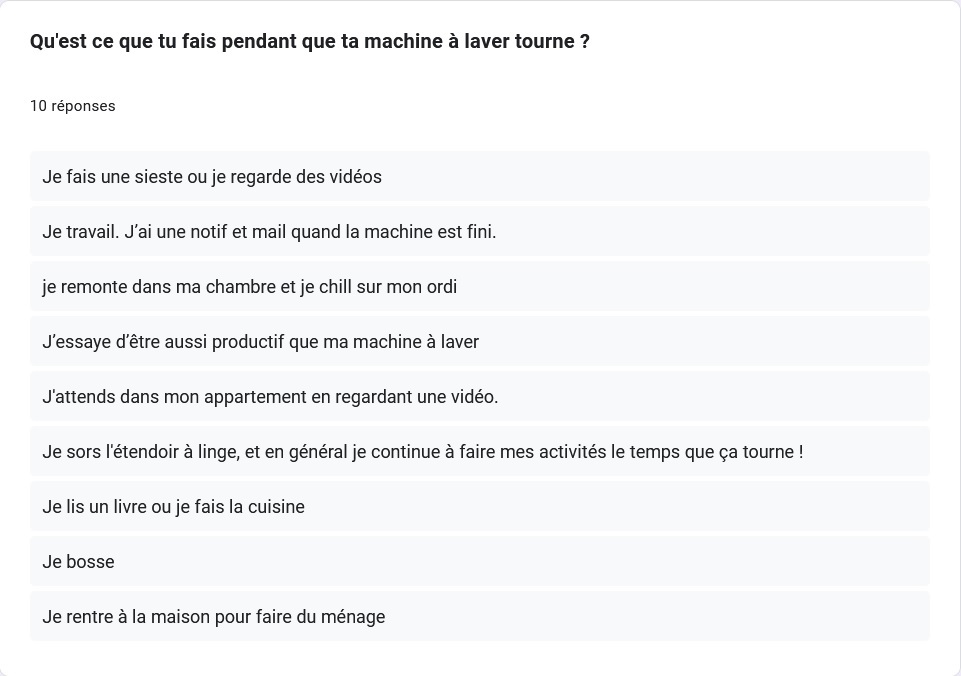 Qu'est ce que tu fais pendant que ta machine à laver tourne ?
10 réponses
Je fais une sieste ou je regarde des vidéos
Je travail. J’ai une notif et mail quand la machine est fini.
je remonte dans ma chambre et je chill sur mon ordi
J’essaye d’être aussi productif que ma machine à laver
J'attends dans mon appartement en regardant une vidéo.
Je sors l'étendoir à linge, et en général je continue à faire mes activités le temps que ça tourne !
Je lis un livre ou je fais la cuisine
Je bosse
Je rentre à la maison pour faire du ménage